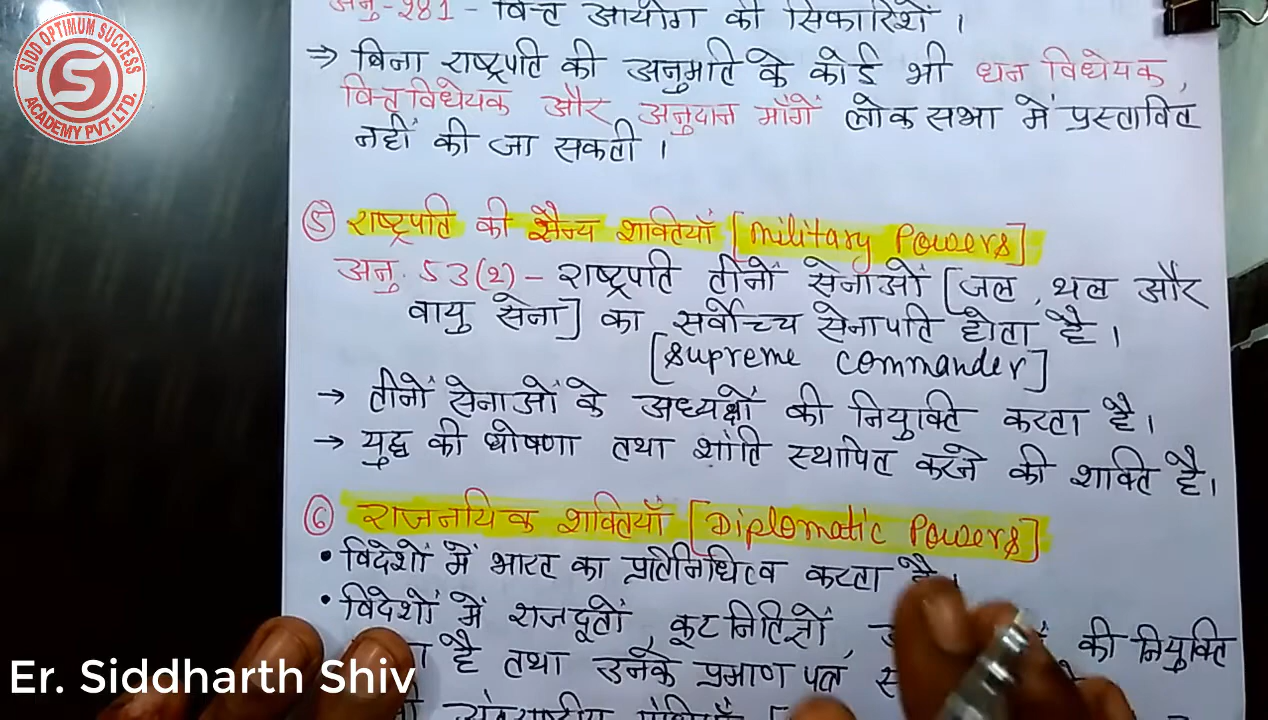 SIDD OPTIMUM SUCCESS
S
ACADEMY PVT. LTD.
अनु-281 - वित्त आयोग की सिफारिशें ।
⇒ बिना राष्ट्रपति की अनुमति के कोई भी धन विधेयक,
वित्त विधेयक और अनुदान माँगें लोक सभा में प्रस्तावित
नहीं की जा सकती ।
⑤ राष्ट्रपति की सैन्य शक्तियाँ [Military Powers]
अनु. 53(2) - राष्ट्रपति तीनों सेनाओं [जल, थल और
वायु सेना] का सर्वोच्च सेनापति होता है ।
[Supreme Commander]
→ तीनों सेनाओं के अध्यक्षों की नियुक्ति करता है ।
→ युद्ध की घोषणा तथा शांति स्थापित करने की शक्ति है ।
⑥ राजनयिक शक्तियाँ [Diplomatic Powers]
• विदेशों में भारत का प्रतिनिधित्व करता है ।
• विदेशों में राजदूतों, कूटनितिज्ञों, की नियुक्ति
है तथा उनके प्रमाण पत्र
अंतराष्ट्रीय संधियाँ [
Er. Siddharth Shiv